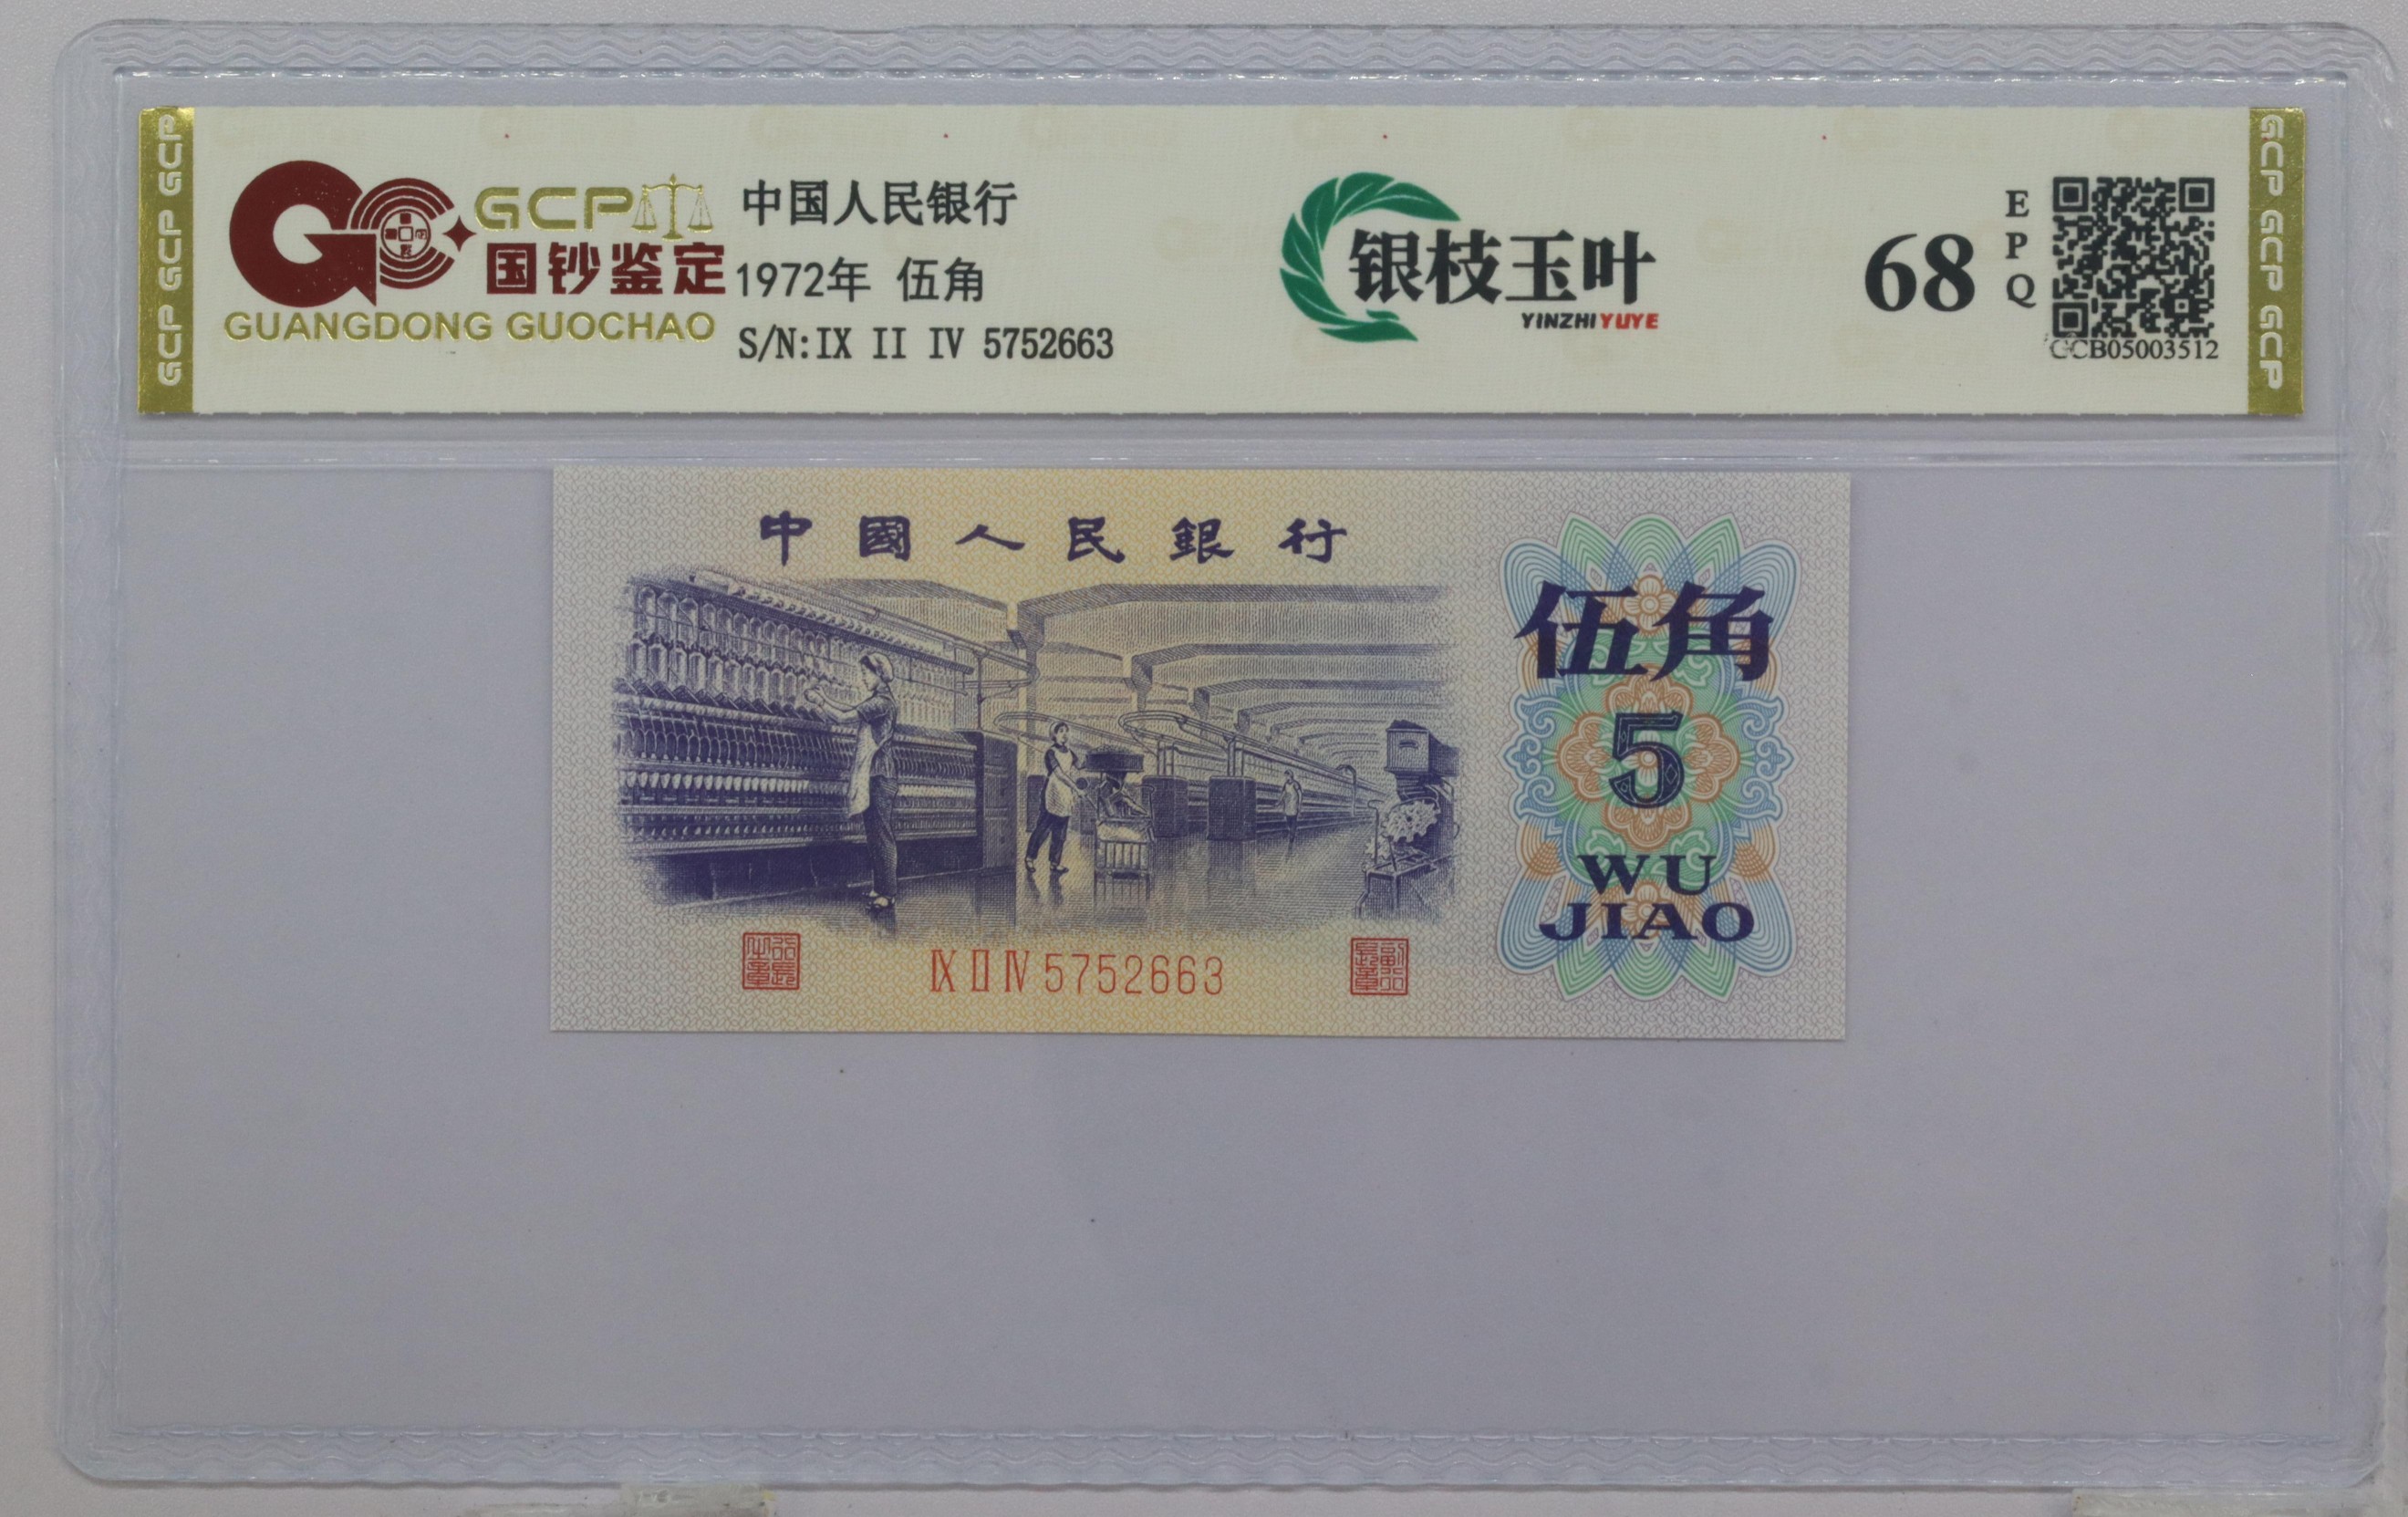 GCP GCP GCP
GCP
国钞鉴定
GUANGDONG GUOCHAO
中国人民银行
1972年 伍角
S/N:IX II IV 5752663
银枝玉叶
YINZHIYUYE
68
EPQ
GCB05003512
GCP GCP GCP
中國人民銀行
伍角
5
WU
JIAO
IX II IV 5752663